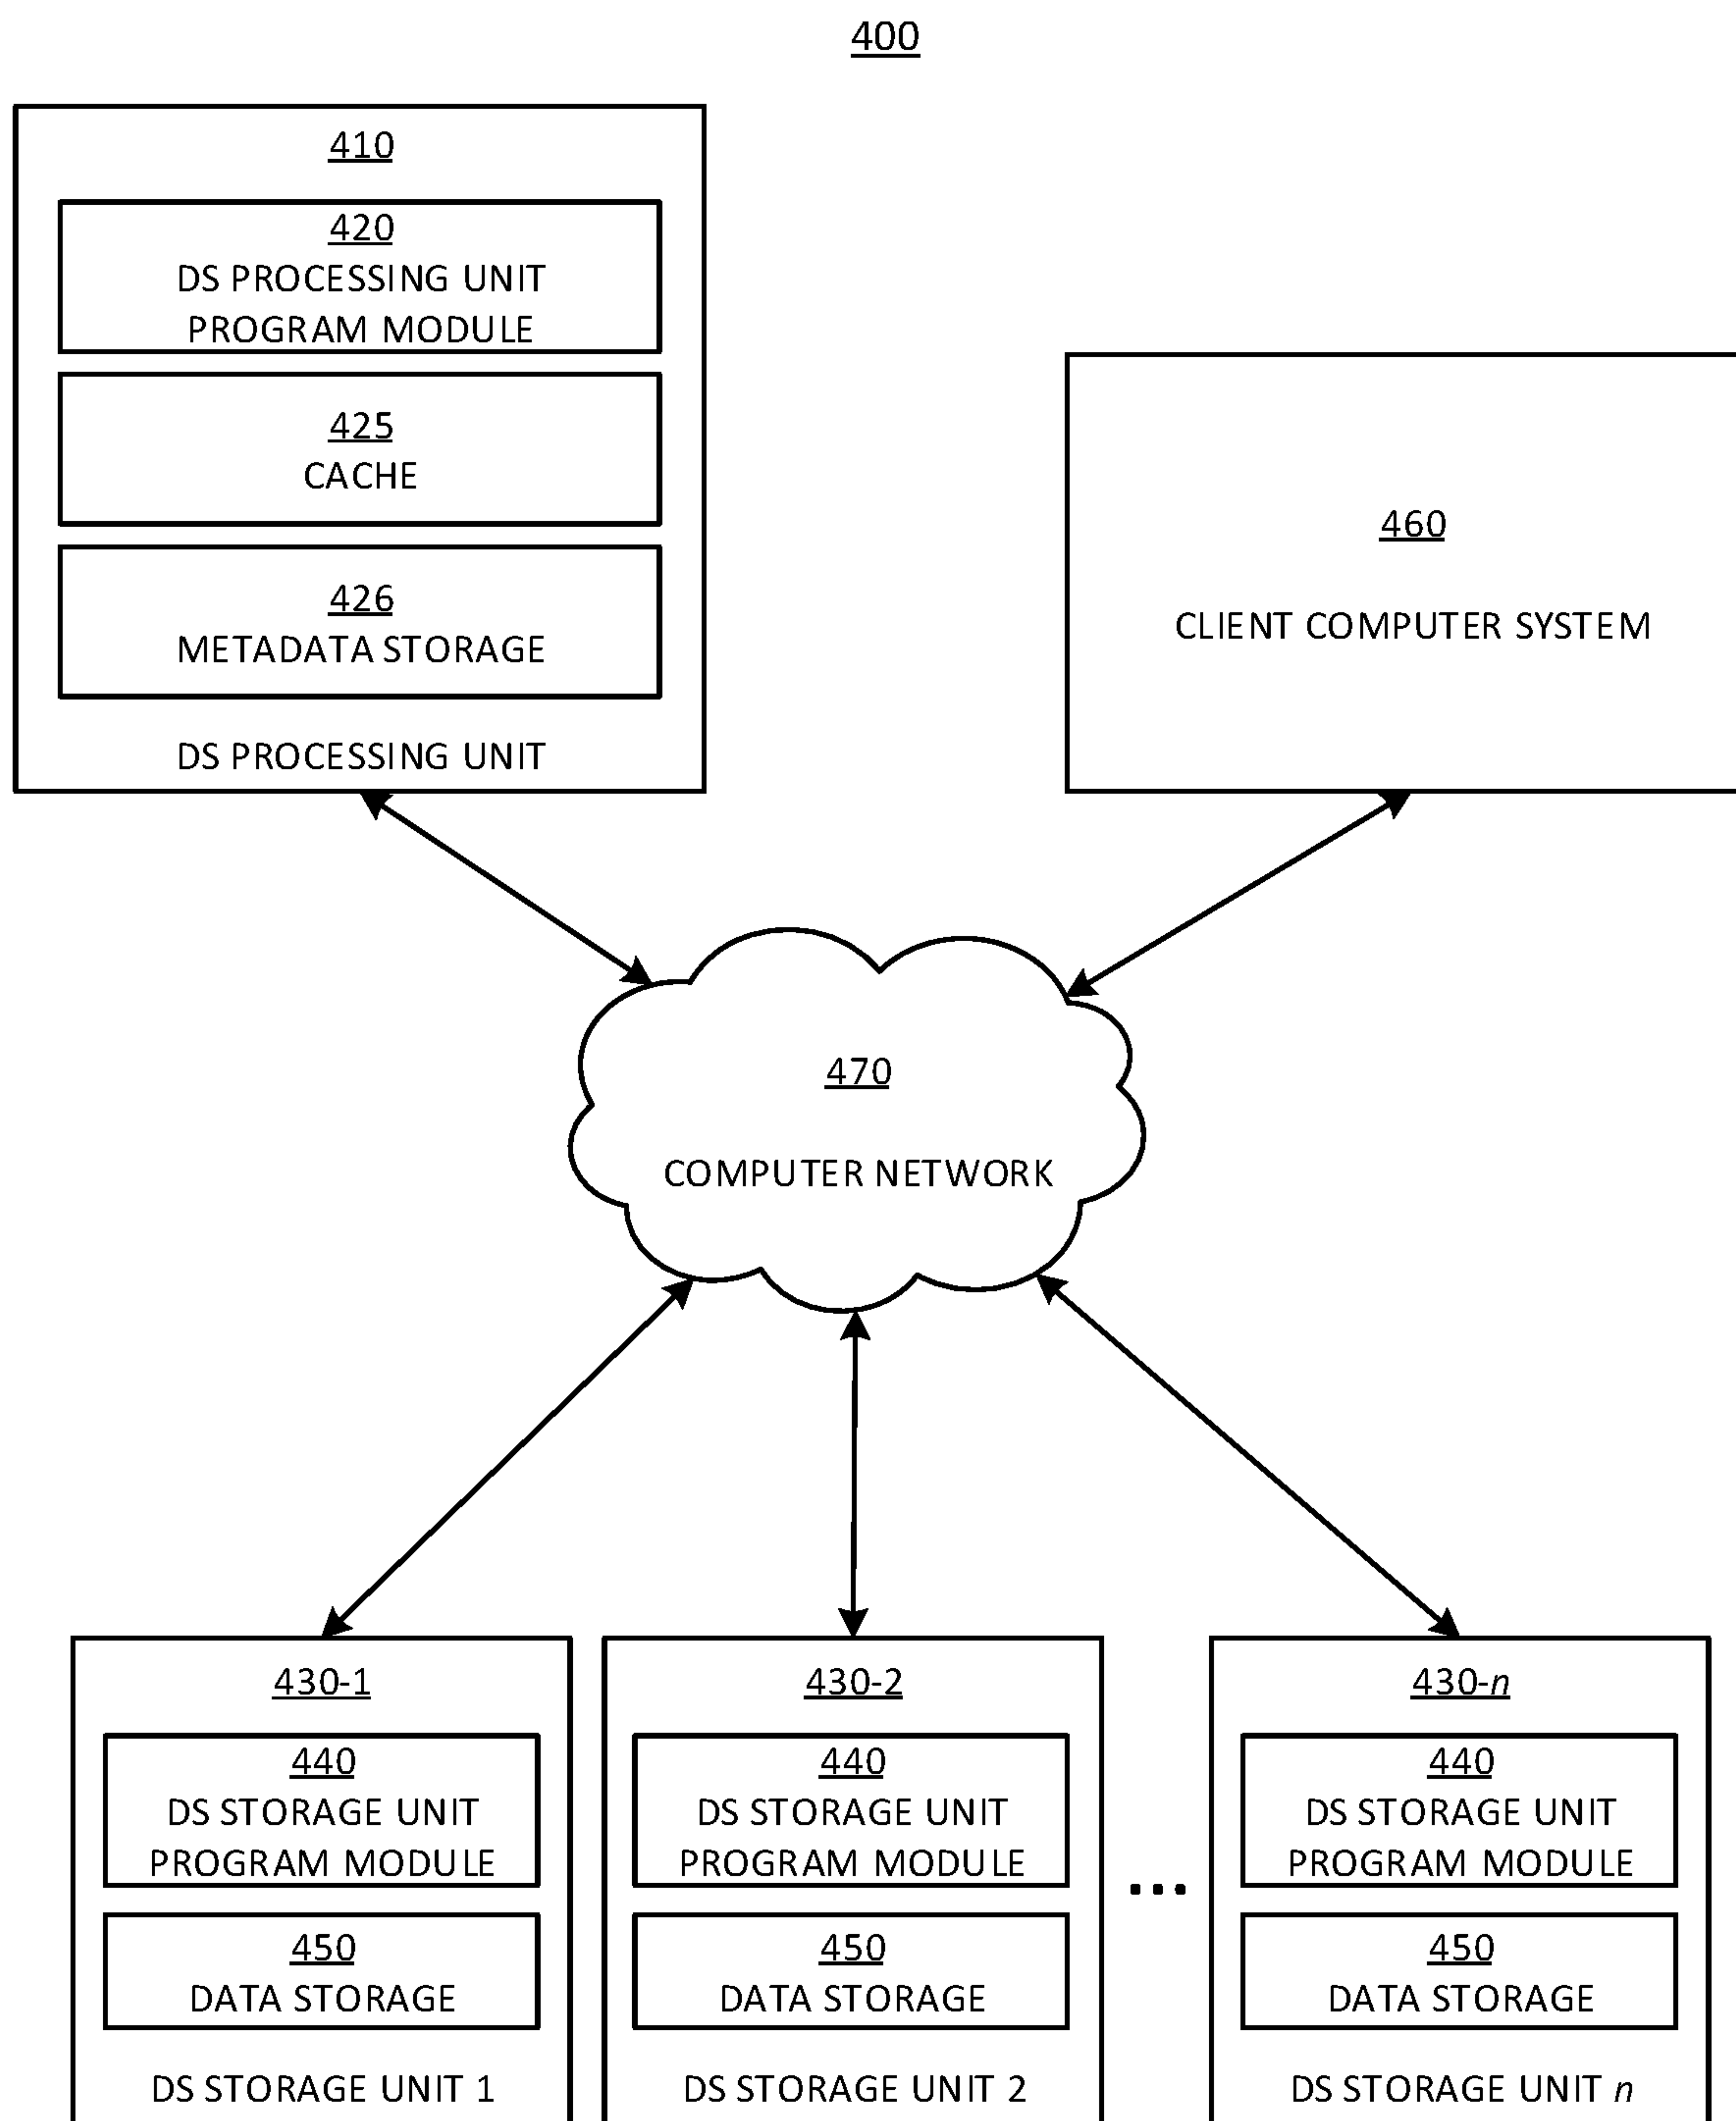 400
410
420
DS PROCESSING UNIT
PROGRAM MODULE
425
CACHE
426
METADATA STORAGE
DS PROCESSING UNIT
460
CLIENT COMPUTER SYSTEM
470
COMPUTER NETWORK
430-1
440
DS STORAGE UNIT
PROGRAM MODULE
450
DATA STORAGE
DS STORAGE UNIT 1
430-2
440
DS STORAGE UNIT
PROGRAM MODULE
450
DATA STORAGE
DS STORAGE UNIT 2
...
430-n
440
DS STORAGE UNIT
PROGRAM MODULE
450
DATA STORAGE
DS STORAGE UNIT n